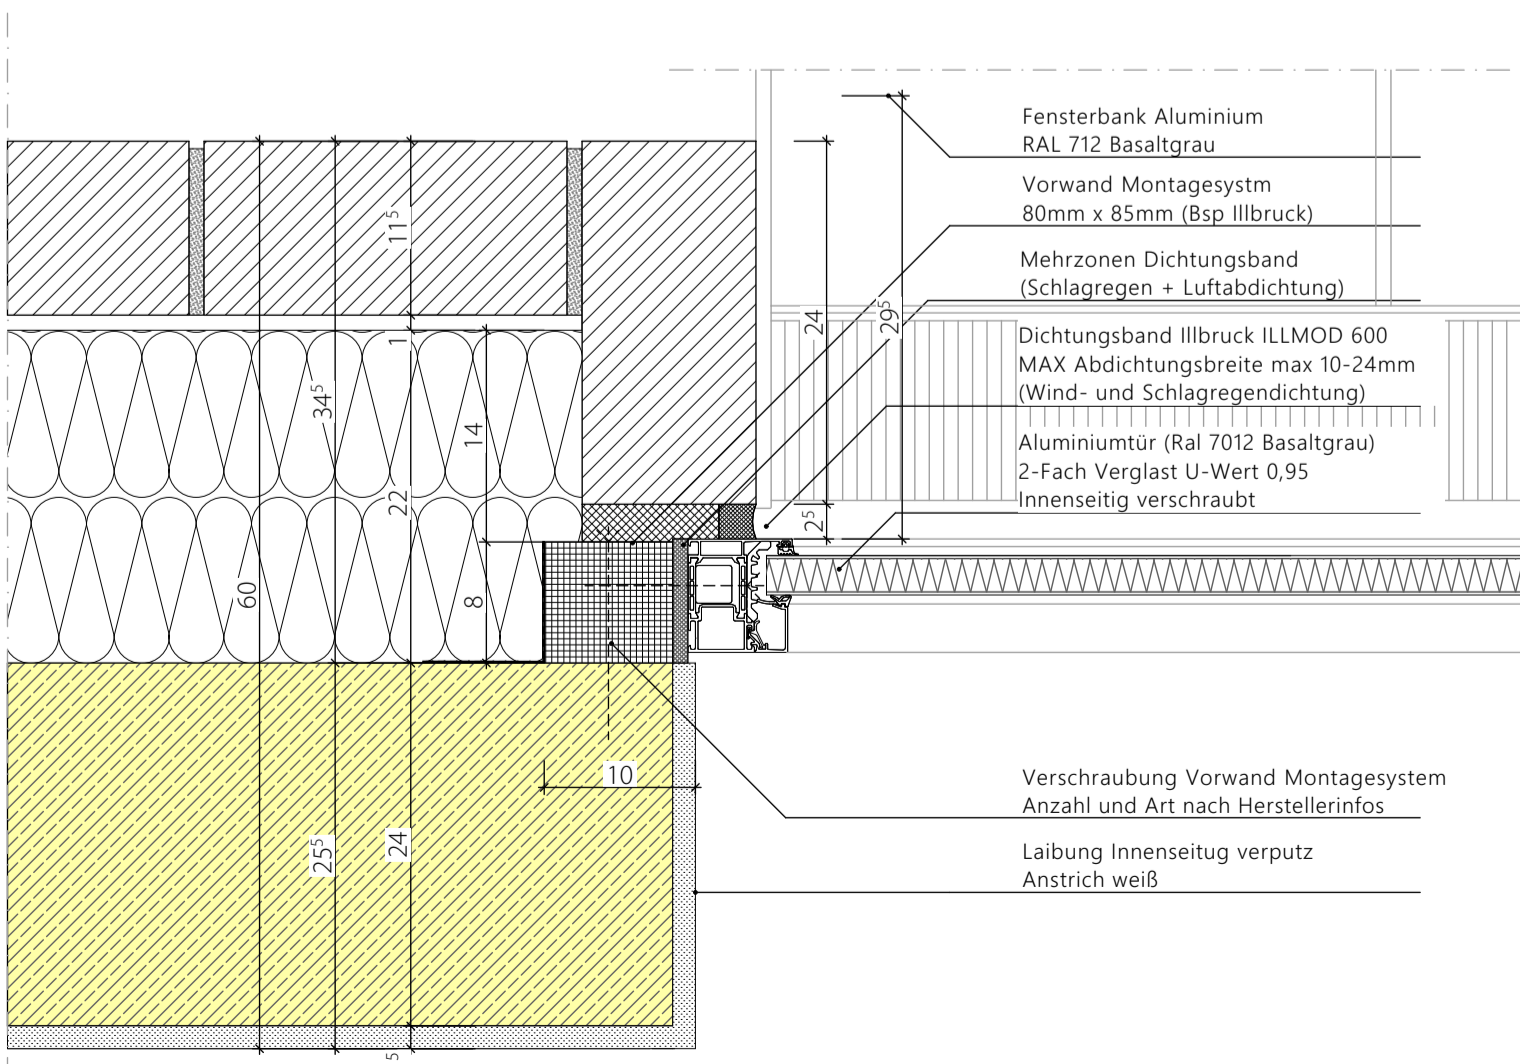 Fensterbank Aluminium
RAL 712 Basaltgrau
Vorwand Montagesystm
80mm x 85mm (Bsp Illbruck)
Mehrzonen Dichtungsband
(Schlagregen + Luftabdichtung)
Dichtungsband Illbruck ILLMOD 600
MAX Abdichtungsbreite max 10-24mm
(Wind- und Schlagregendichtung)
Aluminiumtür (Ral 7012 Basaltgrau)
2-Fach Verglast U-Wert 0,95
Innenseitig verschraubt
Verschraubung Vorwand Montagesystem
Anzahl und Art nach Herstellerinfos
Laibung Innenseitug verputz
Anstrich weiß
11⁵
1
34⁵
14
22
60
8
24
29⁵
2⁵
10
25⁵
24
5